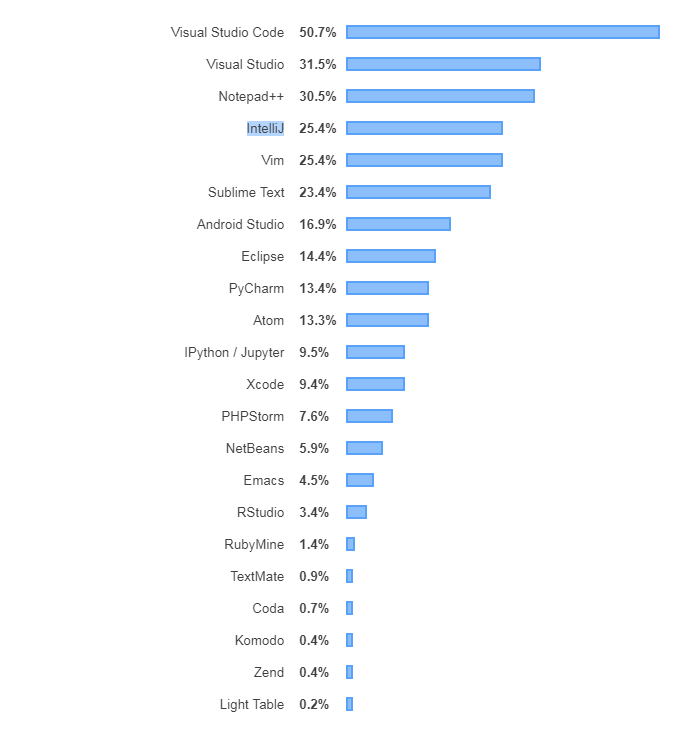 Visual Studio Code 50.7%
Visual Studio 31.5%
Notepad++ 30.5%
IntelliJ 25.4%
Vim 25.4%
Sublime Text 23.4%
Android Studio 16.9%
Eclipse 14.4%
PyCharm 13.4%
Atom 13.3%
IPython / Jupyter 9.5%
Xcode 9.4%
PHPStorm 7.6%
NetBeans 5.9%
Emacs 4.5%
RStudio 3.4%
RubyMine 1.4%
TextMate 0.9%
Coda 0.7%
Komodo 0.4%
Zend 0.4%
Light Table 0.2%